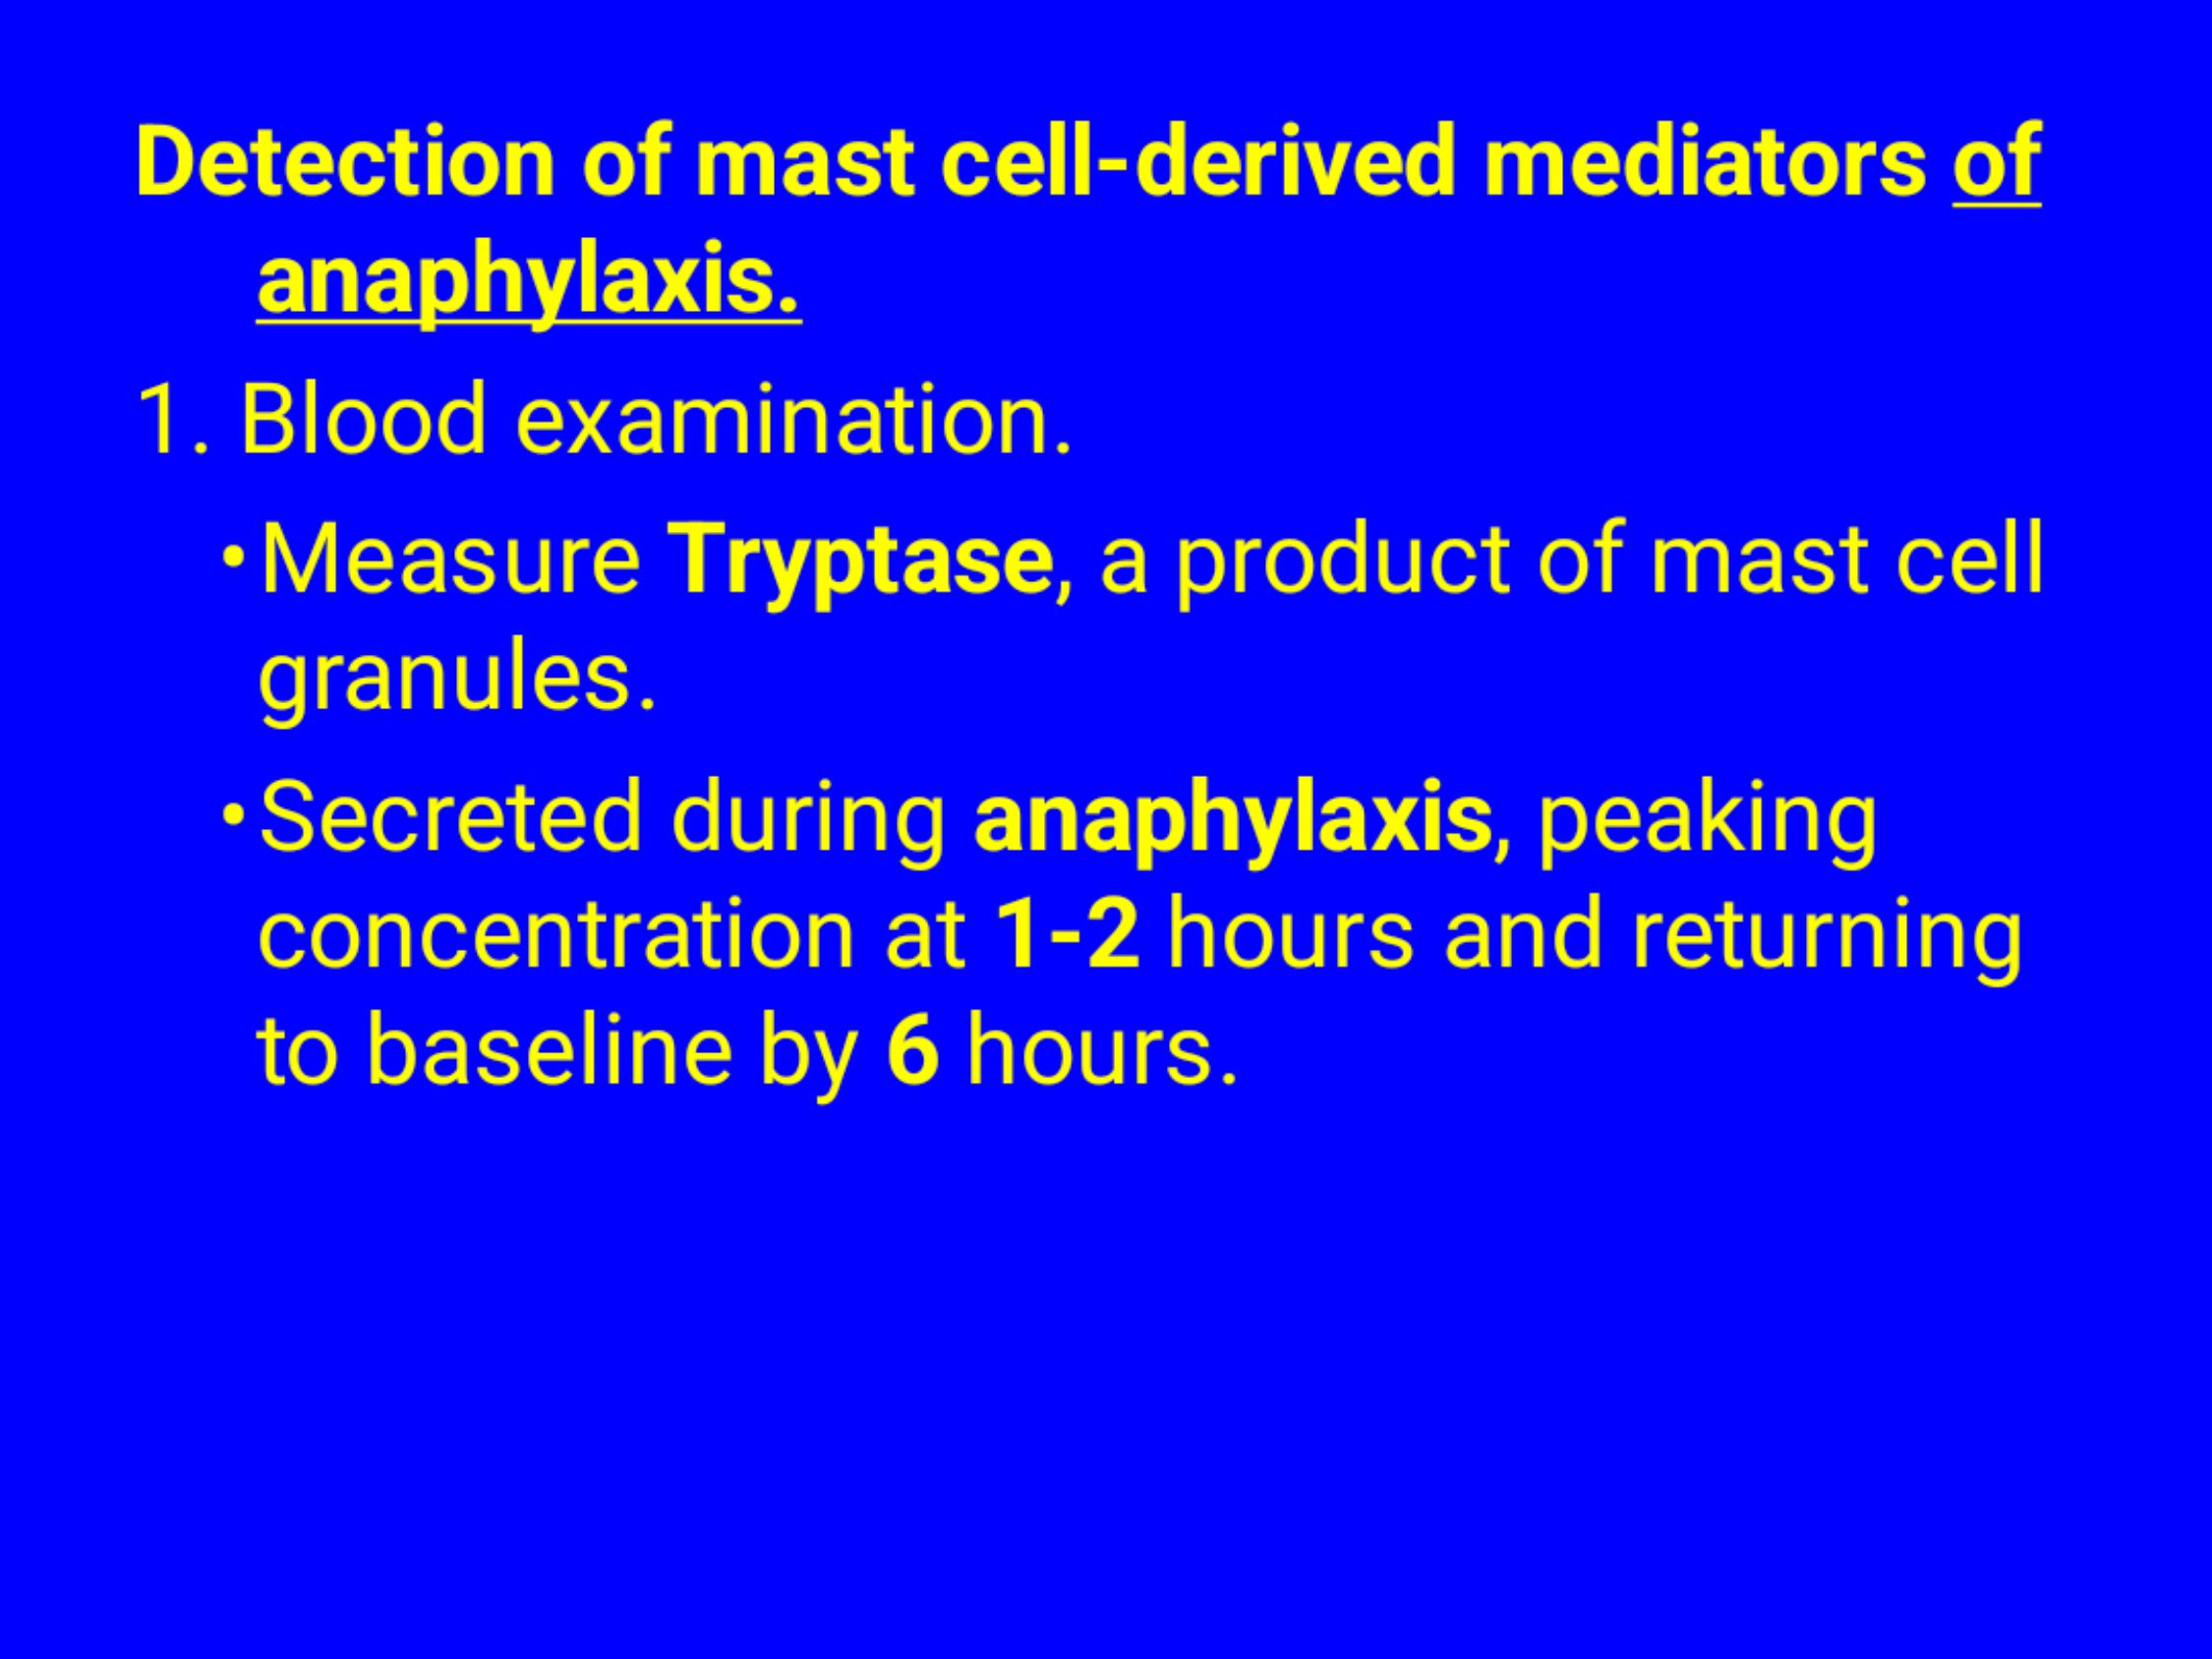 Detection of mast cell-derived mediators of
anaphylaxis.
1. Blood examination.
•Measure Tryptase, a product of mast cell
granules.
•Secreted during anaphylaxis, peaking
concentration at 1-2 hours and returning
to baseline by 6 hours.